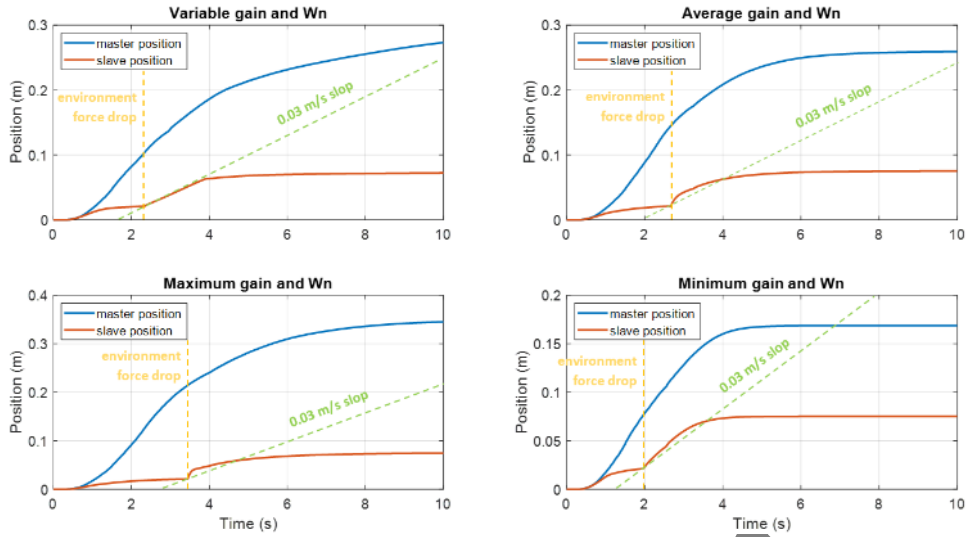 Variable gain and Wn
0.3
0.2
0.1
0
Position (m)
master position
slave position
environment
force drop
0.03 m/s slop
0
2
4
6
8
10
Average gain and Wn
0.3
0.2
0.1
0
Position (m)
master position
slave position
environment
force drop
0.03 m/s slop
0
2
4
6
8
10
Maximum gain and Wn
0.4
0.3
0.2
0.1
0
Position (m)
master position
slave position
environment
force drop
0.03 m/s slop
0
2
4
6
8
10
Time (s)
Minimum gain and Wn
0.2
0.15
0.1
0.05
0
Position (m)
master position
slave position
environment
force drop
0.03 m/s slop
0
2
4
6
8
10
Time (s)